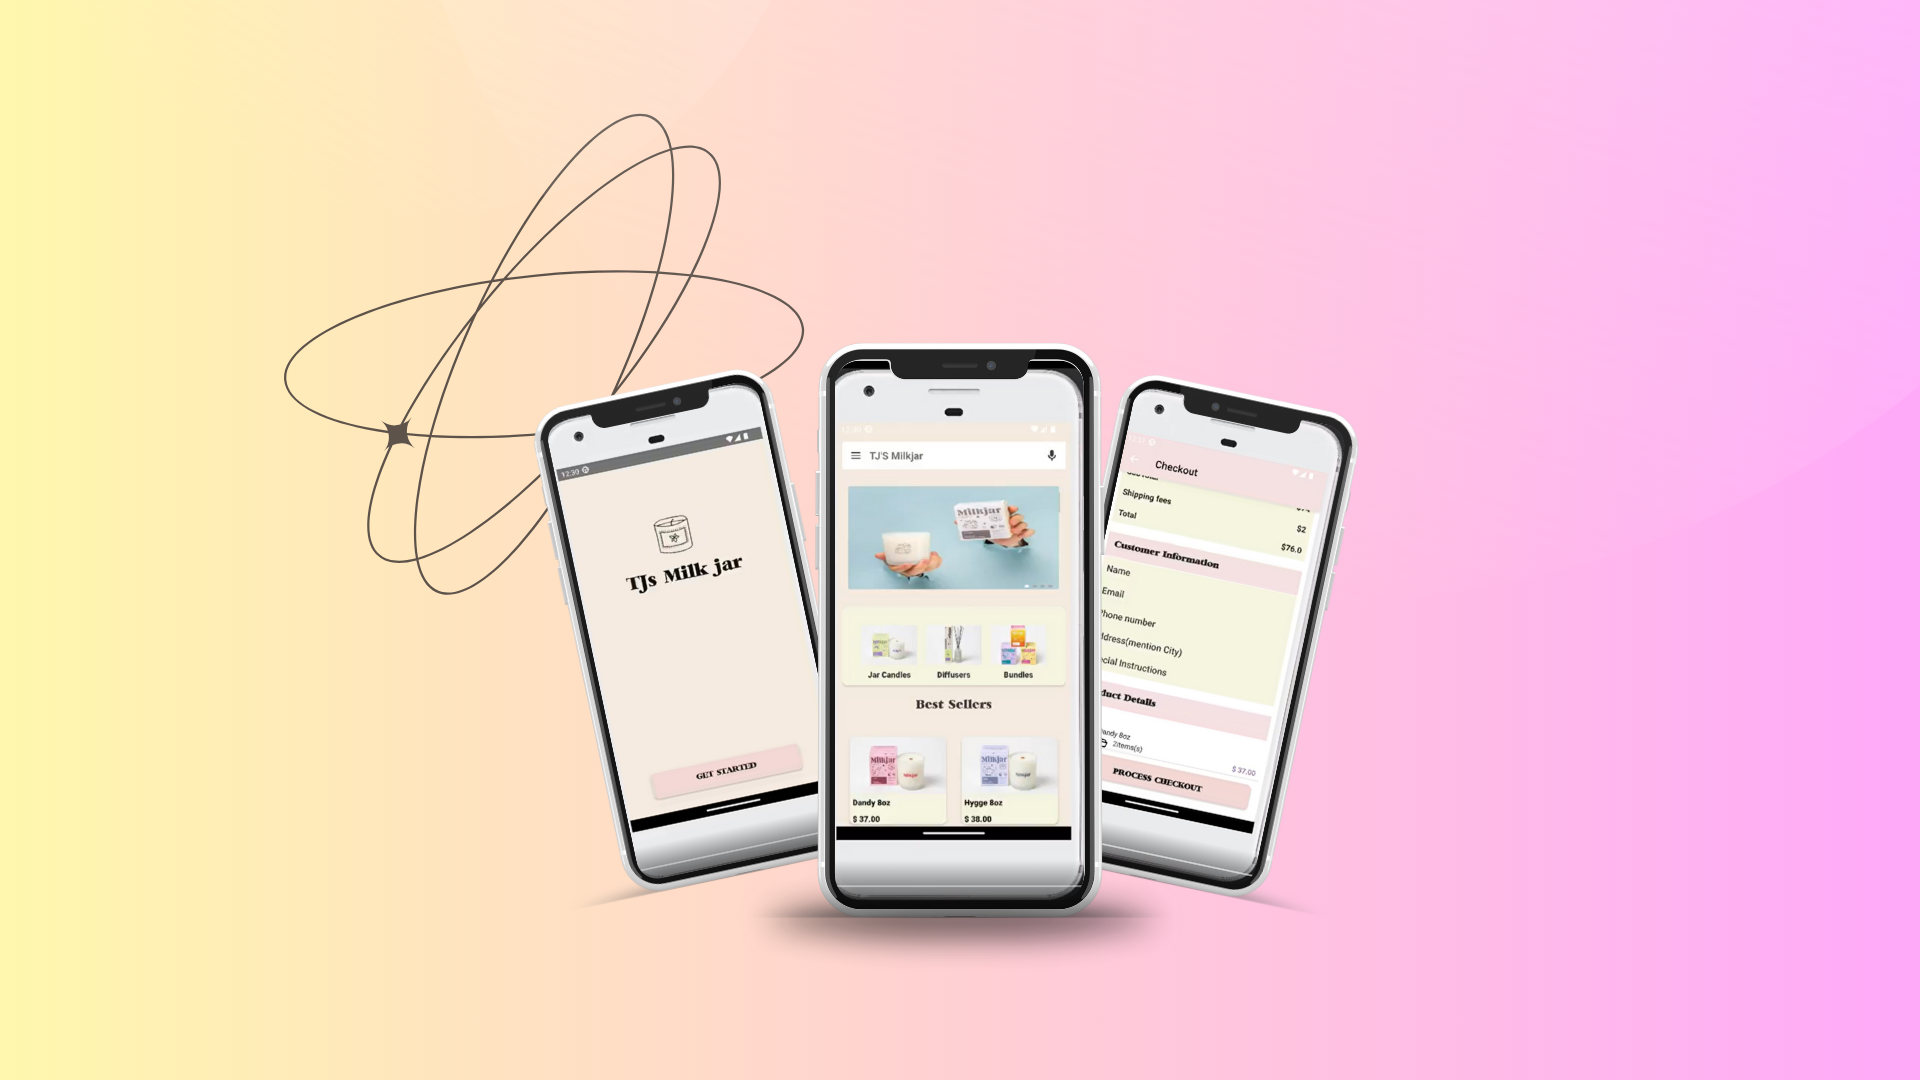 12:30
TJs Milk jar
GET STARTED
TJ'S Milkjar
Milkjar
Jar Candles
Diffusers
Bundles
Best Sellers
Milkjar
Milkjar
Dandy 8oz
$ 37.00
Hygge 8oz
$ 38.00
Checkout
Shipping fees
$2
Total
$76.0
Customer Information
Name
Email
hone number
dress(mention City)
cial Instructions
duct Details
andy 8oz
2items(s)
$ 37.00
PROCESS CHECKOUT